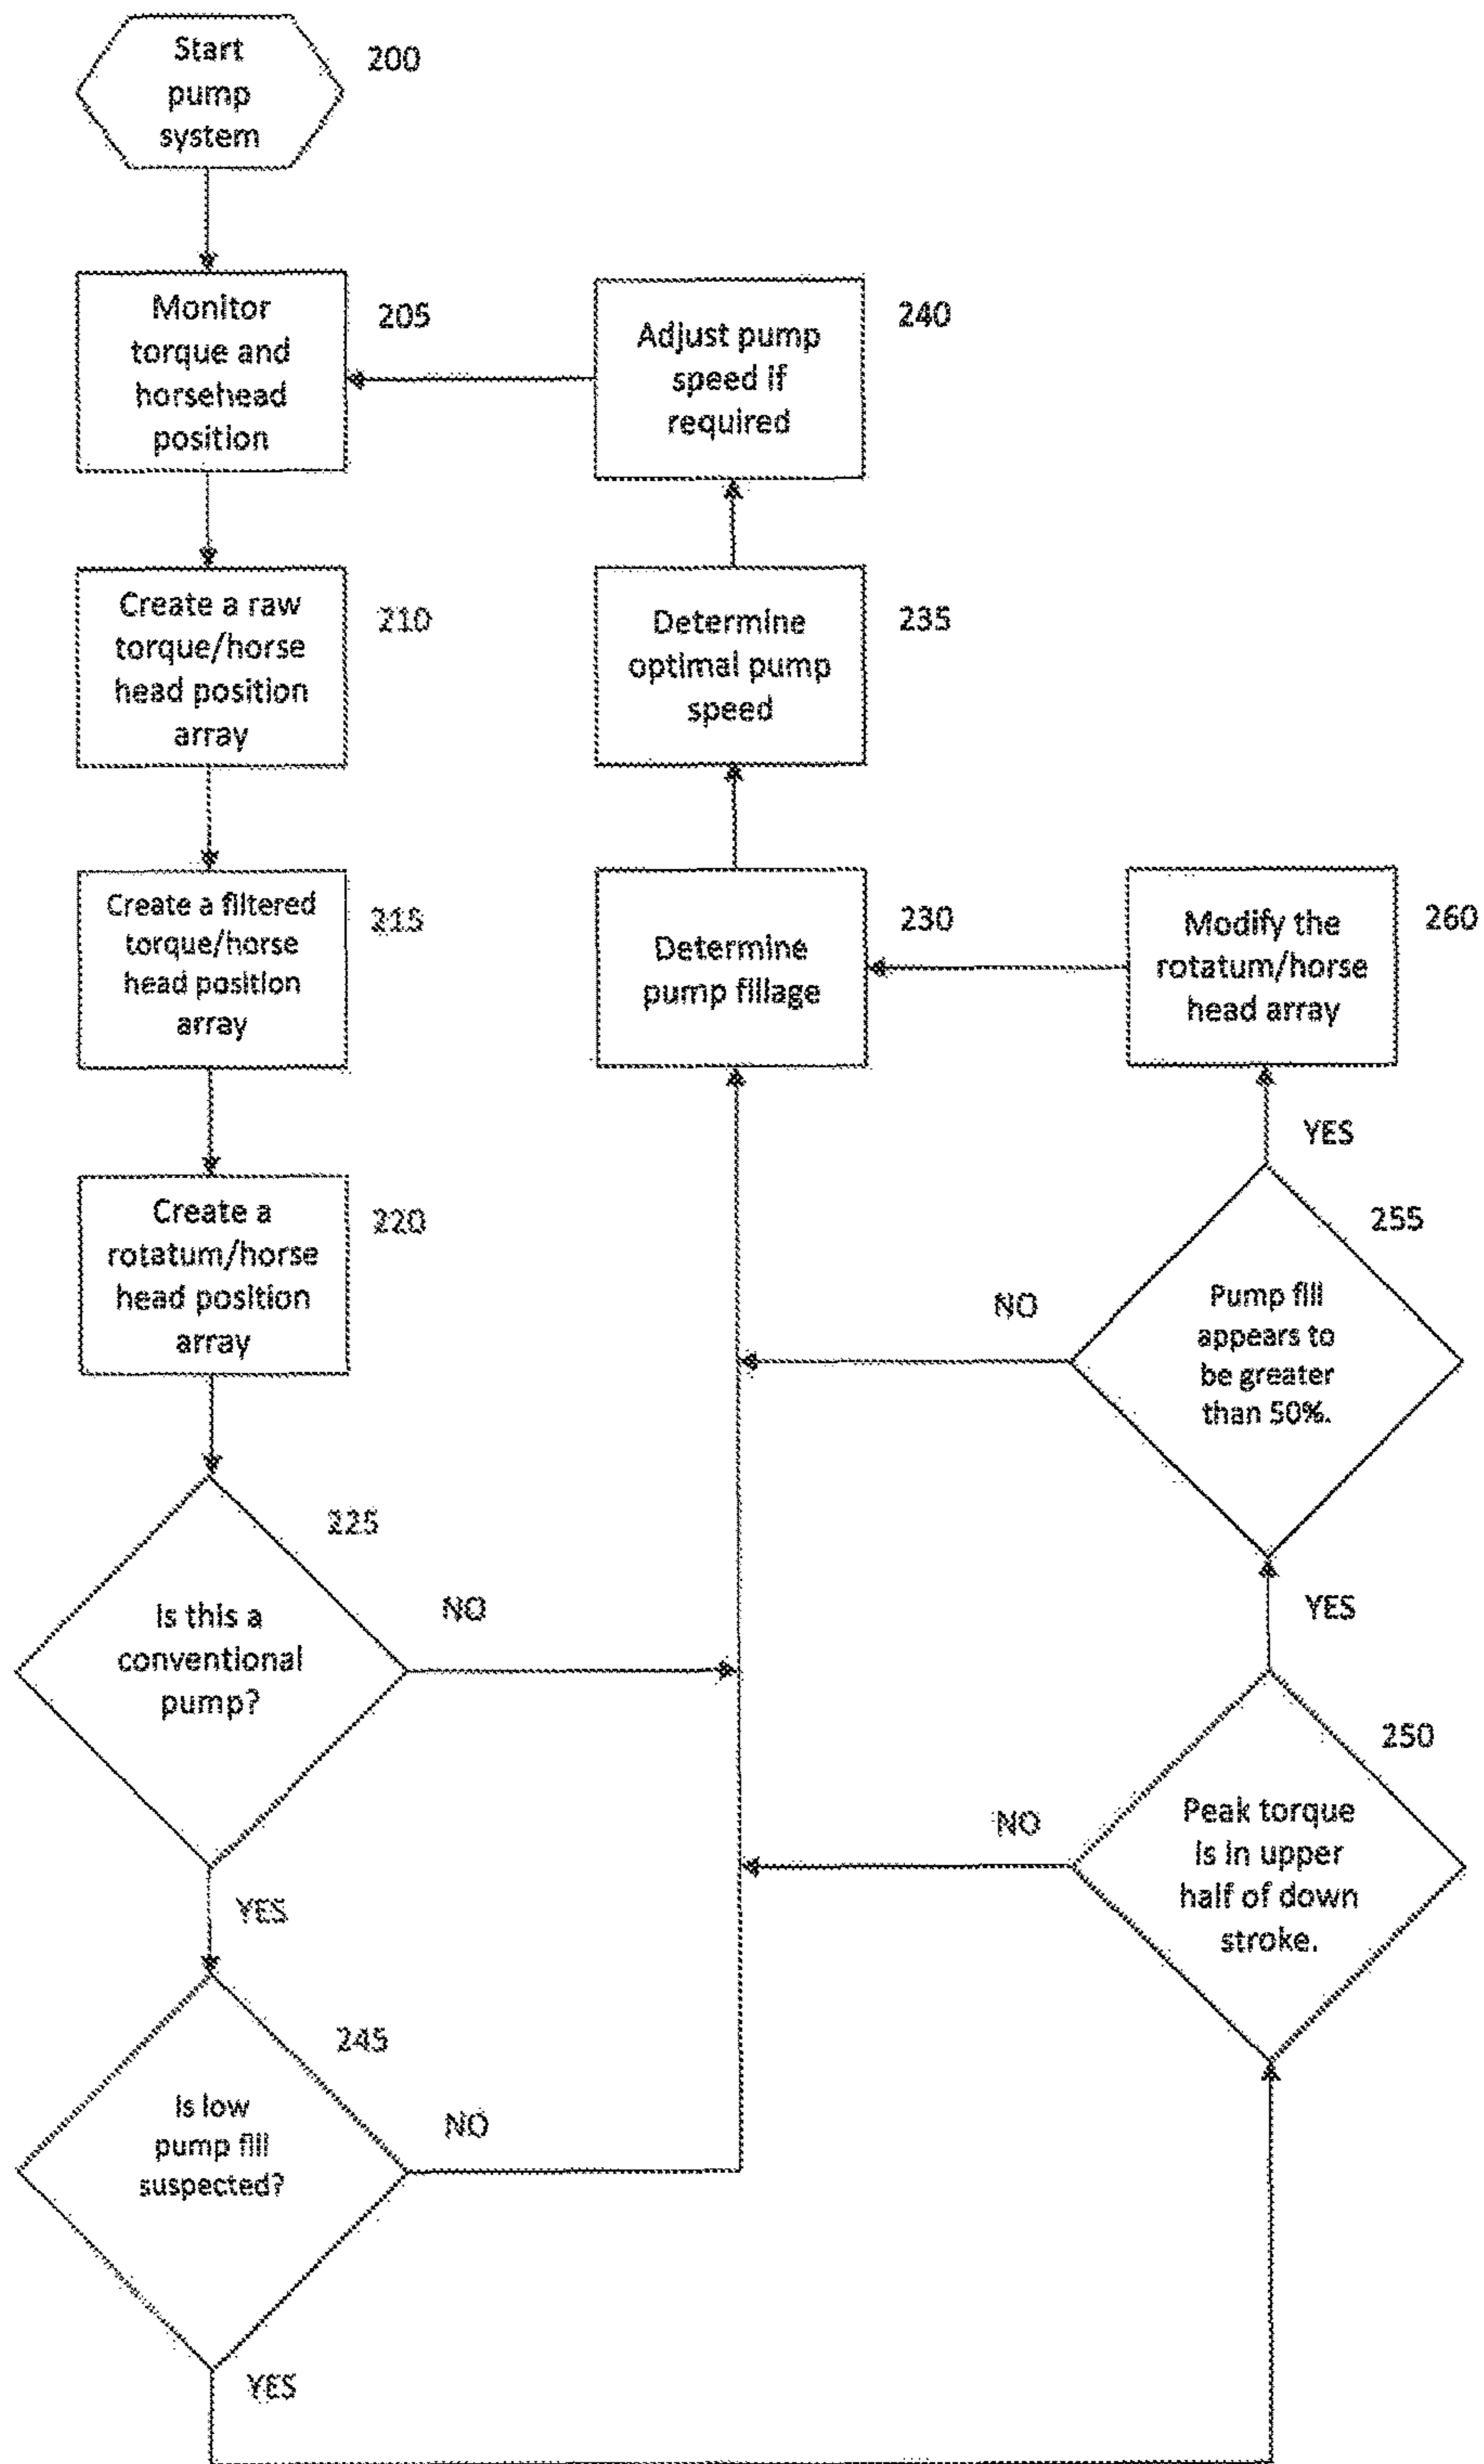 Start
pump
system
200
Monitor
torque and
horsehead
position
205
Adjust pump
speed if
required
240
Create a raw
torque/horse
head position
array
210
Determine
optimal pump
speed
235
Create a filtered
torque/horse
head position
array
215
Determine
pump fillage
230
Modify the
rotatum/horse
head array
260
YES
Create a
rotatum/horse
head position
array
220
255
NO
Pump fill
appears to
be greater
than 50%.
225
Is this a
conventional
pump?
NO
YES
250
NO
Peak torque
is in upper
half of down
stroke.
YES
245
Is low
pump fill
suspected?
NO
YES